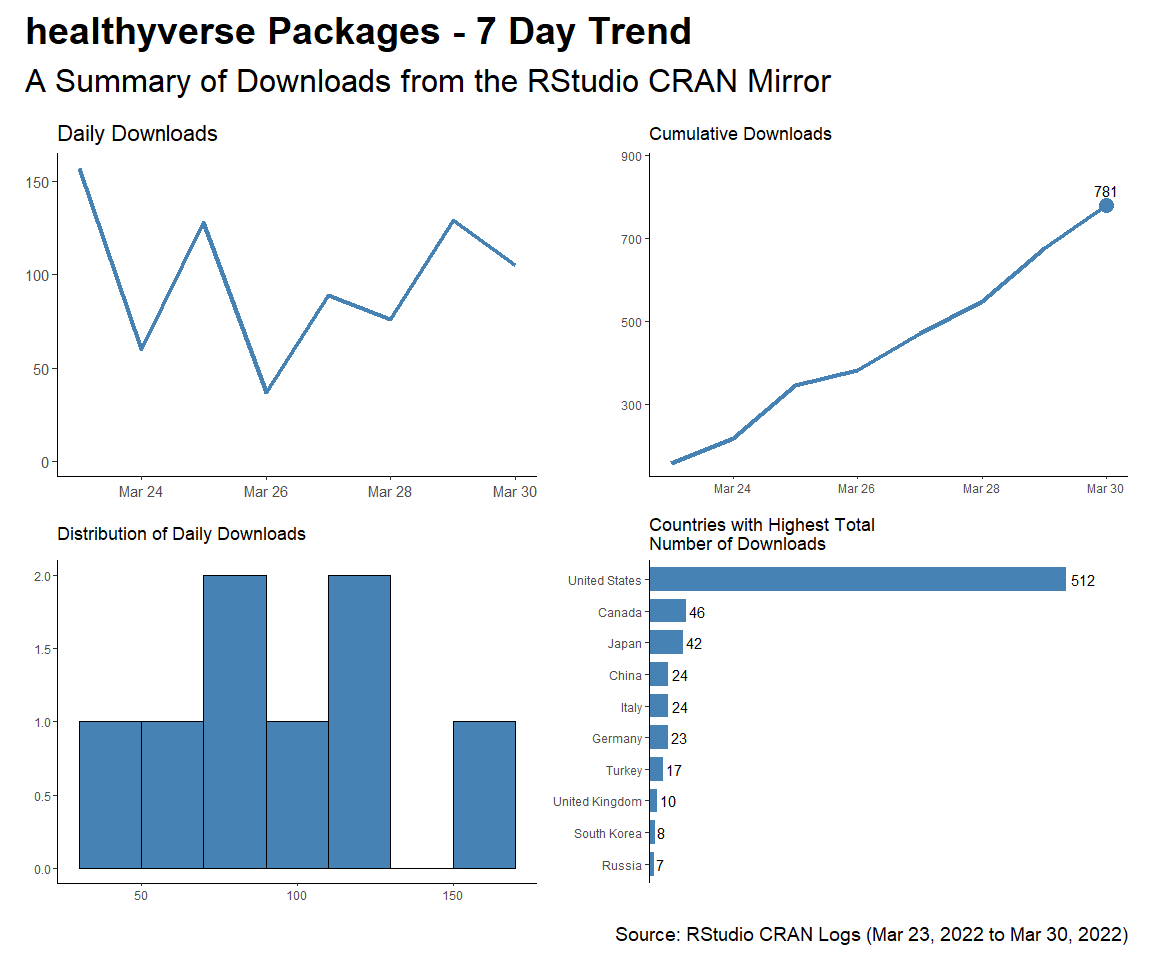 healthyverse Packages - 7 Day Trend
A Summary of Downloads from the RStudio CRAN Mirror
Daily Downloads
150
100
50
0
Mar 24 Mar 26 Mar 28 Mar 30
Cumulative Downloads
900
700
500
300
781
Mar 24 Mar 26 Mar 28 Mar 30
Distribution of Daily Downloads
2.0
1.5
1.0
0.5
0.0
50 100 150
Countries with Highest Total
Number of Downloads
United States 512
Canada 46
Japan 42
China 24
Italy 24
Germany 23
Turkey 17
United Kingdom 10
South Korea 8
Russia 7
Source: RStudio CRAN Logs (Mar 23, 2022 to Mar 30, 2022)